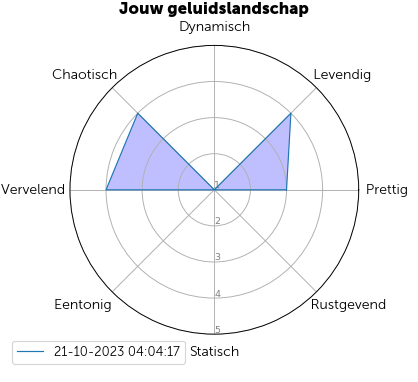 Jouw geluidslandschap
Dynamisch
Chaotisch
Levendig
Vervelend
1
Prettig
2
3
Eentonig
4
Rustgevend
5
21-10-2023 04:04:17
Statisch